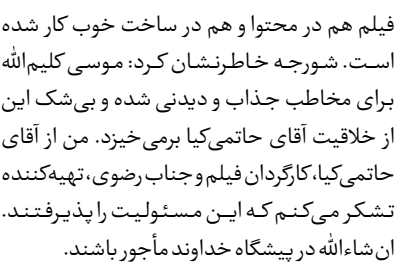 فیلم هم در محتوا و هم در ساخت خوب کار شده
است. شورجه خاطرنشان کرد: موسی کلیم‌الله
برای مخاطب جذاب و دیدنی شده و بی‌شک این
از خلاقیت آقای حاتمی‌کیا برمی‌خیزد. من از آقای
حاتمی‌کیا، کارگردان فیلم و جناب رضوی، تهیه‌کننده
تشکر می‌کنم که این مسئولیت را پذیرفتند.
ان‌شاءالله در پیشگاه خداوند مأجور باشند.